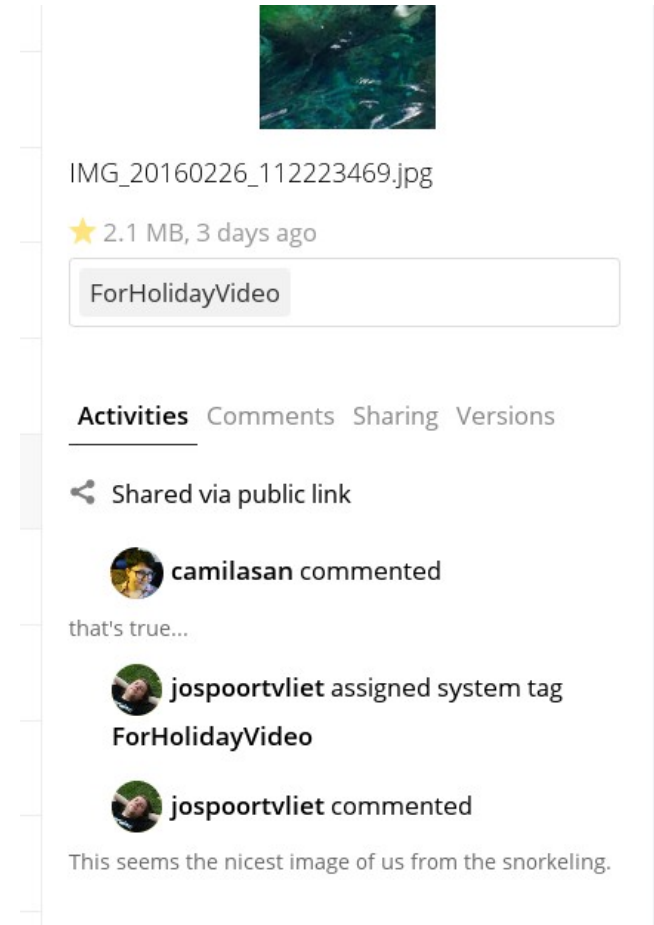 IMG_20160226_112223469.jpg
2.1 MB, 3 days ago
ForHolidayVideo
Activities Comments Sharing Versions
Shared via public link
camilasan commented
that's true...
jospoortvliet assigned system tag
ForHolidayVideo
jospoortvliet commented
This seems the nicest image of us from the snorkeling.